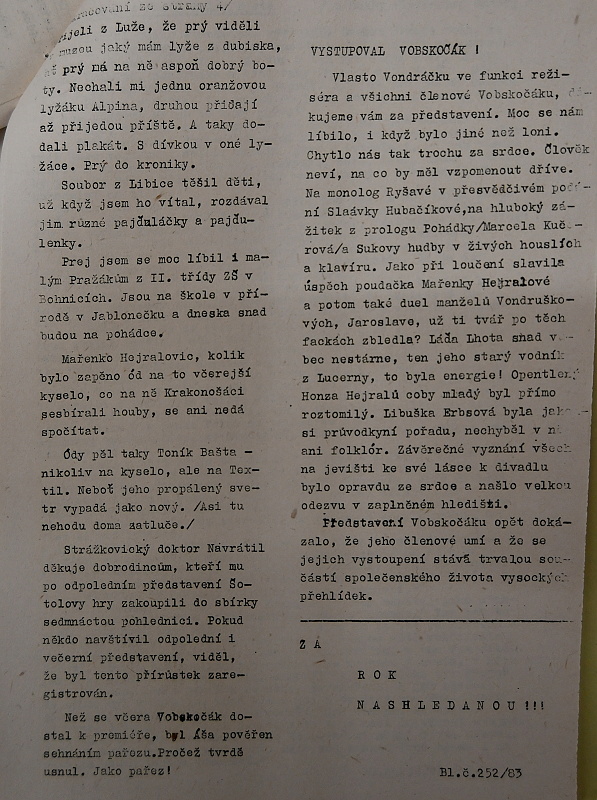 ze strany 4/
z Luže, že prý viděli
jaký mám lyže z dubiska,
prý má na ně aspoň dobrý bo-
ty. Nechali mi jednu oranžovou
lyžáku Alpina, druhou přidají
až přijedou příště. A taky do-
dali plakát. S dívkou v oné ly-
žáce. Prý do kroniky.
Soubor z Libice těšil děti,
už když jsem ho vítal, rozdával
jim různé pajduláčky a pajdu-
lenky.
Prej jsem se moc líbil i ma-
lým Pražákům z II. třídy ZŠ v
Bohnicích. Jsou na škole v pří-
rodě v Jablonečku a dneska snad
budou na pohádce.
Mařenko Hejralovic, kolik
bylo zapěno ód na to včerejší
kyselo, co na ně Krakonošáci
sesbírali houby, se ani nedá
spočítat.
Ódy pěl taky Toník Bašta -
nikoliv na kyselo, ale na Tex-
til. Neboť jeho propálený sve-
tr vypadá jako nový. /Asi tu
nehodu doma zatluče./
Strážkovický doktor Navrátil
děkuje dobrodincům, kteří mu
po odpoledním představení Šo-
tolovy hry zakoupili do sbírky
sedmnáctou pohlednici. Pokud
někdo navštívil odpolední i
večerní představení, viděl,
že byl tento přírůstek zare-
gistrován.
Než se včera Vobskočák do-
stal k premiéře, byl Áša pověřen
sehnáním pařozu.Pročež tvrdě
usnul. Jako pařez!
VYSTUPOVAL VOBSKOČÁK !
Vlasto Vondráčku ve funkci reži-
séra a všichni členové Vobskočáku,
kujeme vám za představení. Moc se nám
líbilo, i když bylo jiné než loni.
Chytlo nás tak trochu za srdce. Člověk
neví, na co by měl vzpomenout dříve.
Na monolog Ryšavé v přesvědčivém
ní Slaávky Hubačíkové,na hluboký zá-
žitek z prologu Pohádky/Marcela Kuč-
rová/a Sukovy hudby v živých houslích
a klavíru. Jako při loučení slavila
úspěch poudačka Mařenky Hejralové
a potom také duel manželů Vondruško-
vých, Jaroslave, už ti tvář po těch
fackách zbledla? Láďa Lhota snad
bec nestárne, ten jeho starý vodník
z Lucerny, to byla energie! Opentlený
Honza Hejralů coby mladý byl přímo
roztomilý. Libuška Erbsová byla
si průvodkyní pořadu, nechyběl v
ani folklór. Závěrečné vyznání všech
na jevišti ke své lásce k divadlu
bylo opravdu ze srdce a našlo velkou
odezvu v zaplněném hledišti.
Představení Vobskočáku opět doká-
zalo, že jeho členové umí a že se
jejich vystoupení stává trvalou sou-
částí společenského života vysockých
přehlídek.
Z A
R O K
N A S H L E D A N O U !!!
Bl.č.252/83